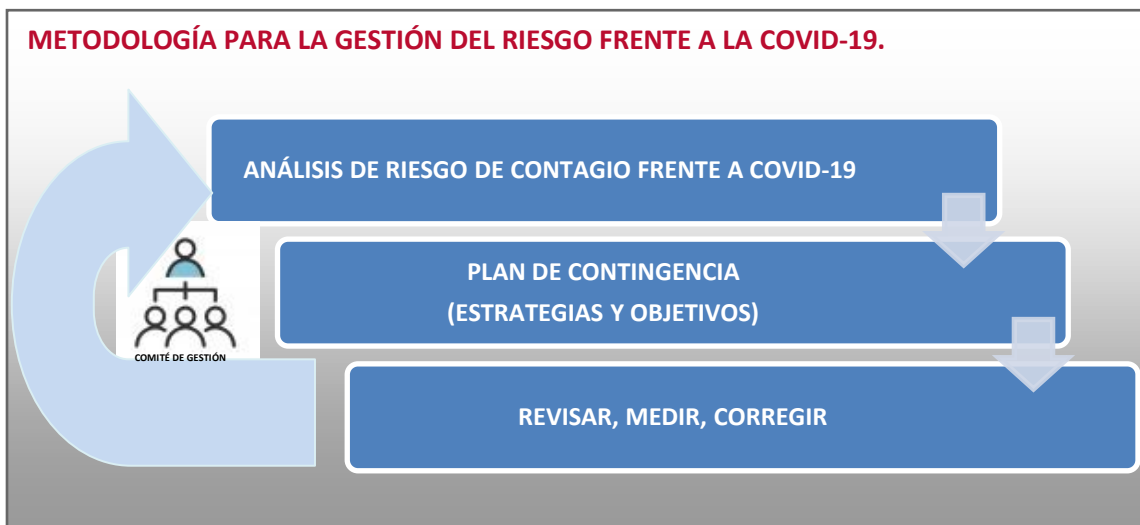 METODOLOGÍA PARA LA GESTIÓN DEL RIESGO FRENTE A LA COVID-19.
ANÁLISIS DE RIESGO DE CONTAGIO FRENTE A COVID-19
PLAN DE CONTINGENCIA
(ESTRATEGIAS Y OBJETIVOS)
COMITÉ DE GESTIÓN
REVISAR, MEDIR, CORREGIR